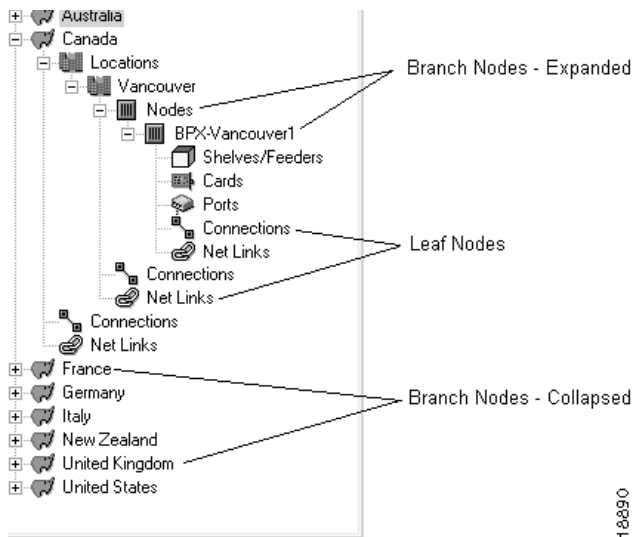 Australia
Canada
Locations
Vancouver
Branch Nodes - Expanded
Nodes
BPX-Vancouver1
Shelves/Feeders
Cards
Ports
Connections
Leaf Nodes
Net Links
Connections
Net Links
Connections
Net Links
France
Germany
Branch Nodes - Collapsed
Italy
New Zealand
United Kingdom
United States
18890